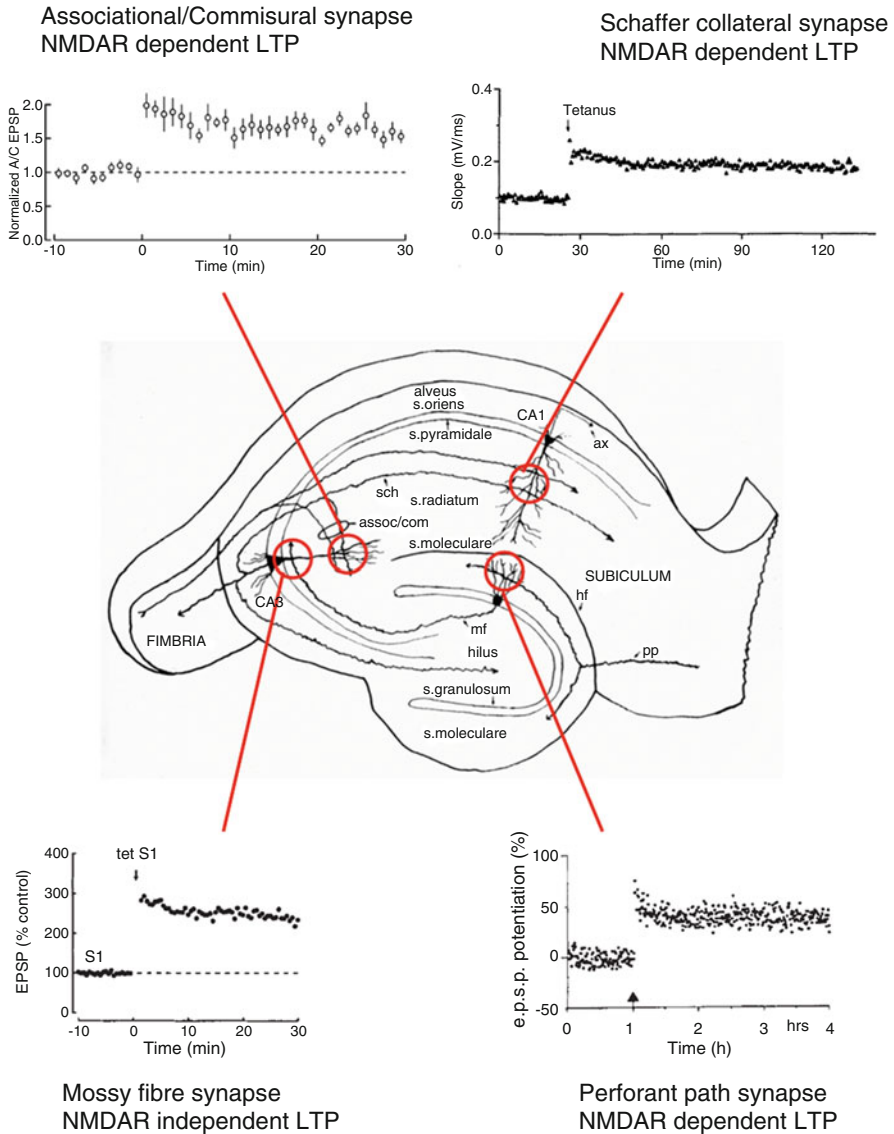 Associational/Commisural synapse
NMDAR dependent LTP
Schaffer collateral synapse
NMDAR dependent LTP
Normalized A/C EPSP
2.0
1.5
1.0
0.5
0.0
-10
0
10
20
30
Time (min)
Slope (mV/ms)
0.4
0.2
0.0
Tetanus
0
30
60
90
120
Time (min)
alveus
s.oriens
CA1
s.pyramidale
ax
sch
s.radiatum
assoc/com
s.moleculare
SUBICULUM
CA3
hf
FIMBRIA
mf
hilus
pp
s.granulosum
s.moleculare
EPSP (% control)
400
300
200
100
0
tet S1
S1
-10
0
10
20
30
Time (min)
e.p.s.p. potentiation (%)
100
50
0
-50
0
1
2
3
hrs
4
Time (h)
Mossy fibre synapse
NMDAR independent LTP
Perforant path synapse
NMDAR dependent LTP